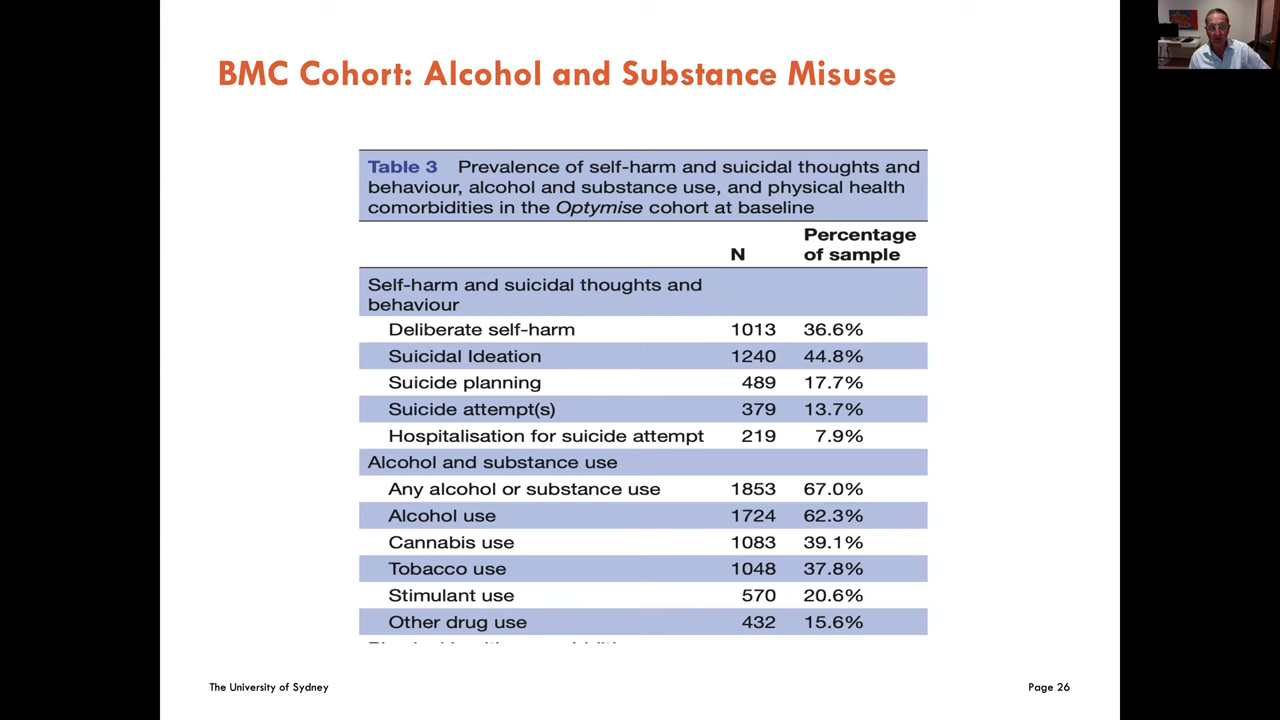 BMC Cohort: Alcohol and Substance Misuse
Table 3 Prevalence of self-harm and suicidal thoughts and
behaviour, alcohol and substance use, and physical health
comorbidities in the Optymise cohort at baseline
N Percentage of sample
Self-harm and suicidal thoughts and
behaviour
Deliberate self-harm 1013 36.6%
Suicidal Ideation 1240 44.8%
Suicide planning 489 17.7%
Suicide attempt(s) 379 13.7%
Hospitalisation for suicide attempt 219 7.9%
Alcohol and substance use
Any alcohol or substance use 1853 67.0%
Alcohol use 1724 62.3%
Cannabis use 1083 39.1%
Tobacco use 1048 37.8%
Stimulant use 570 20.6%
Other drug use 432 15.6%
The University of Sydney
Page 26